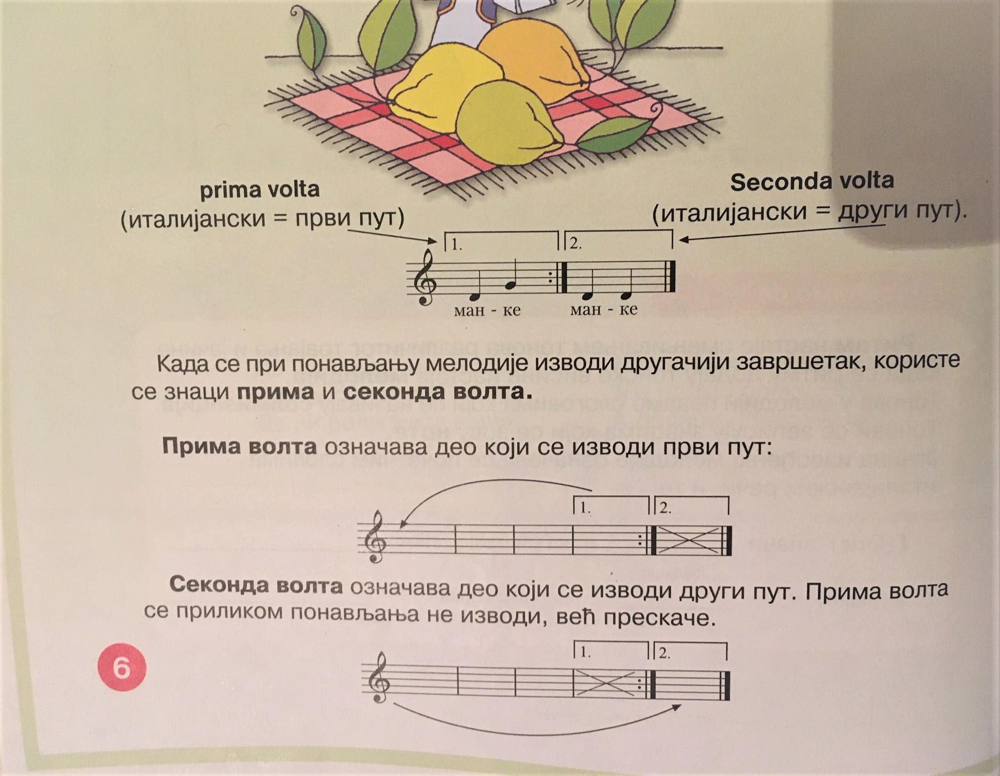 prima volta
(италијански = први пут)
Seconda volta
(италијански = други пут).
1. 2.
ман - ке ман - ке
Када се при понављању мелодије изводи другачији завршетак, користе
се знаци прима и секонда волта.
Прима волта означава део који се изводи први пут:
1. 2.
Секонда волта означава део који се изводи други пут. Прима волта
се приликом понављања не изводи, већ прескаче.
1. 2.
6